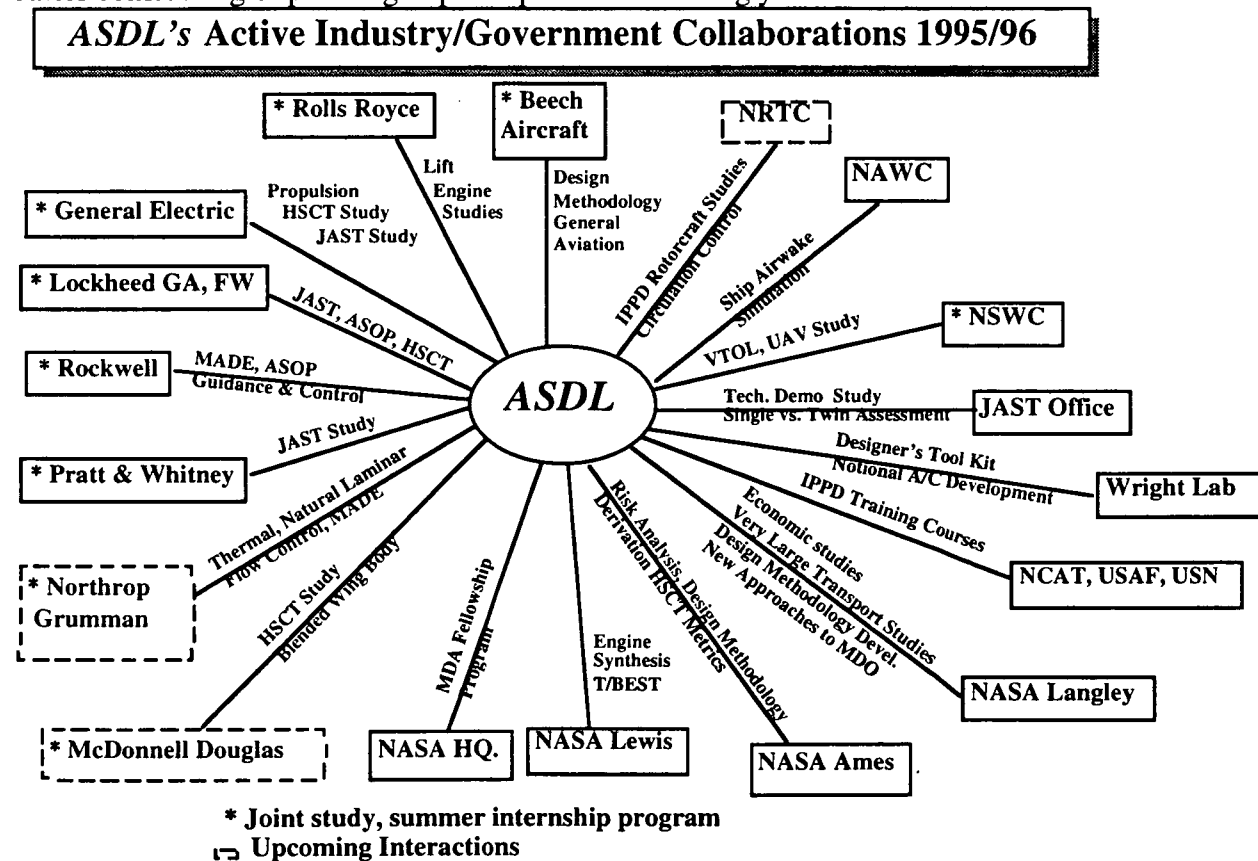 ASDL's Active Industry/Government Collaborations 1995/96
* Rolls Royce
* Beech
Aircraft
NRTC
NAWC
* General Electric
Propulsion
HSCT Study
JAST Study
Lift
Engine
Studies
Design
Methodology
General
Aviation
IPPD Rotorcraft Studies
Circulation Control
Ship Airwake
Simulation
* Lockheed GA, FW
JAST, ASOP, HSCT
VTOL, UAV Study
* NSWC
* Rockwell
MADE, ASOP
Guidance & Control
ASDL
Tech. Demo Study
Single vs. Twin Assessment
JAST Office
* Pratt & Whitney
JAST Study
Designer's Tool Kit
Notional A/C Development
Wright Lab
* Northrop
Grumman
Thermal, Natural Laminar
Flow Control, MADE
IPPD Training Courses
NCAT, USAF, USN
HSCT Study
Blended Wing Body
MDA Fellowship
Program
Engine
Synthesis
T/BEST
Risk Analysis, Design Methodology
Derivation HSCT Metrics
Economic studies
Very Large Transport Studies
Design Methodology Devel.
New Approaches to MDO
NASA Langley
* McDonnell Douglas
NASA HQ.
NASA Lewis
NASA Ames
* Joint study, summer internship program
Upcoming Interactions